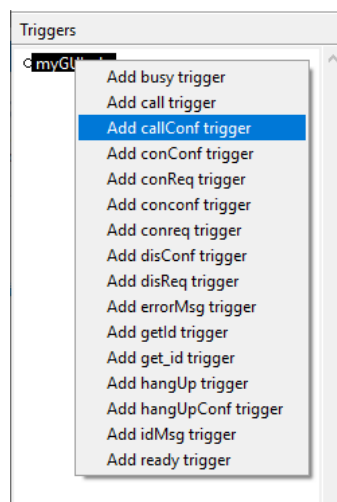 Triggers
Add busy trigger
Add call trigger
Add callConf trigger
Add conConf trigger
Add conReq trigger
Add conconf trigger
Add conreq trigger
Add disConf trigger
Add disReq trigger
Add errorMsg trigger
Add getId trigger
Add get_id trigger
Add hangUp trigger
Add hangUpConf trigger
Add idMsg trigger
Add ready trigger